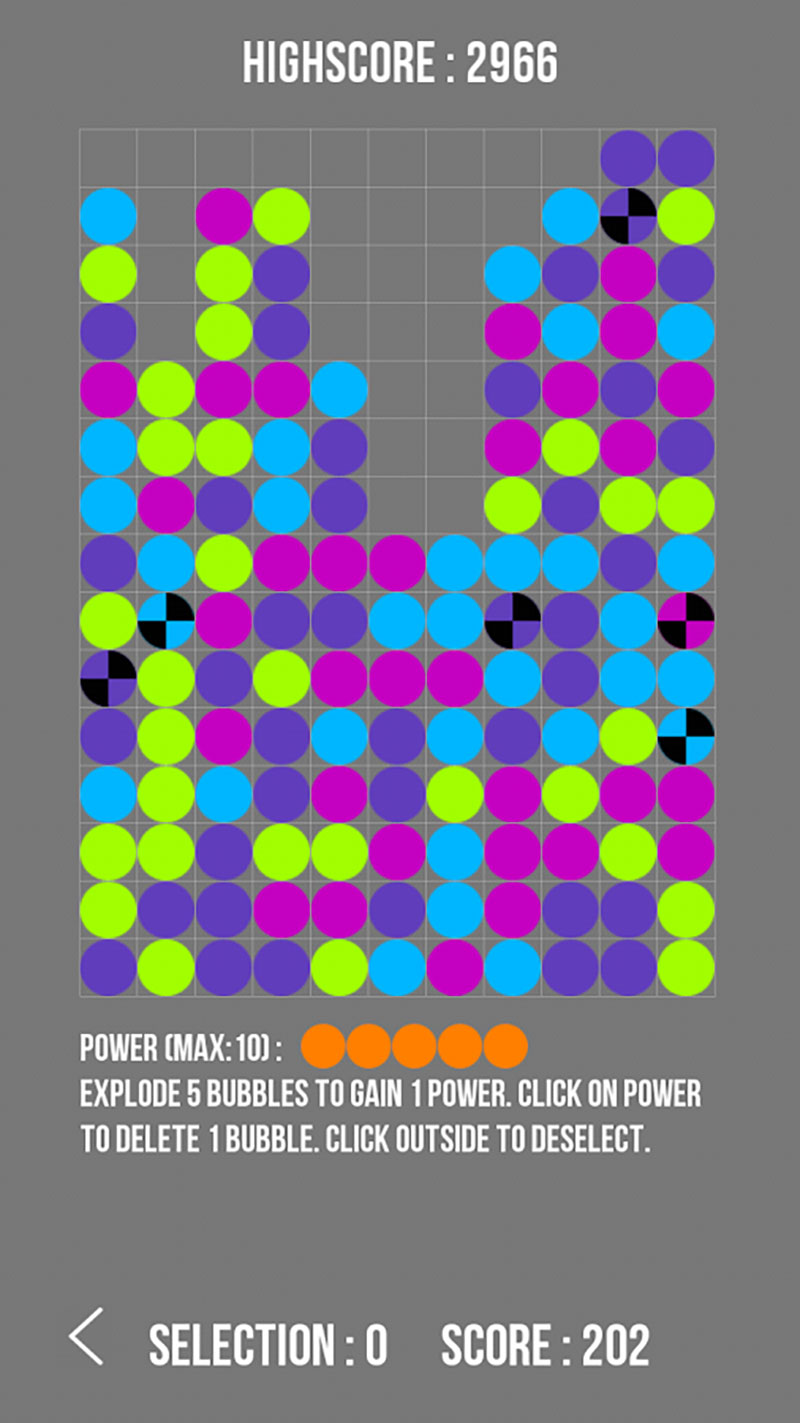 HIGHSCORE : 2966
POWER (MAX:10) :
EXPLODE 5 BUBBLES TO GAIN 1 POWER. CLICK ON POWER
TO DELETE 1 BUBBLE. CLICK OUTSIDE TO DESELECT.
SELECTION : 0 SCORE : 202